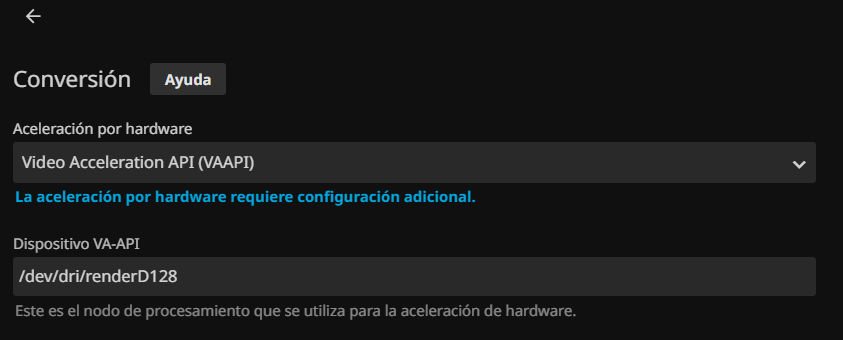 Conversión
Ayuda
Aceleración por hardware
Video Acceleration API (VAAPI)
La aceleración por hardware requiere configuración adicional.
Dispositivo VA-API
/dev/dri/renderD128
Este es el nodo de procesamiento que se utiliza para la aceleración de hardware.